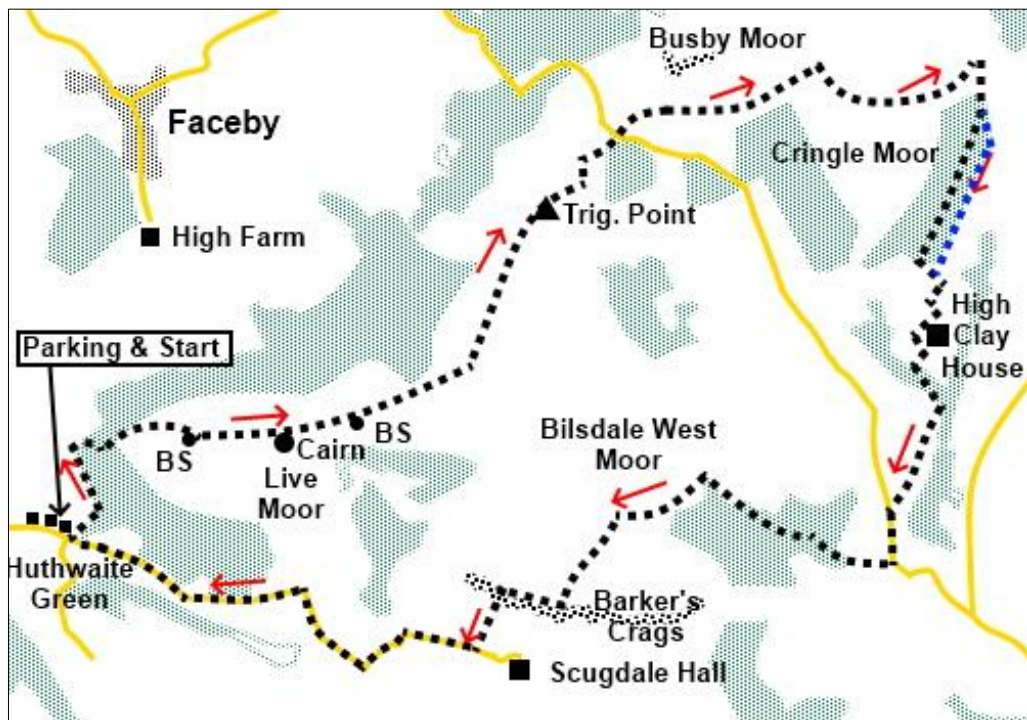 Busby Moor
Faceby
Cringle Moor
Trig. Point
High Farm
High
Clay
House
Parking & Start
BS
Cairn
BS
Live
Moor
Bilsdale West
Moor
Huthwaite
Green
Barker's
Crags
Scugdale Hall